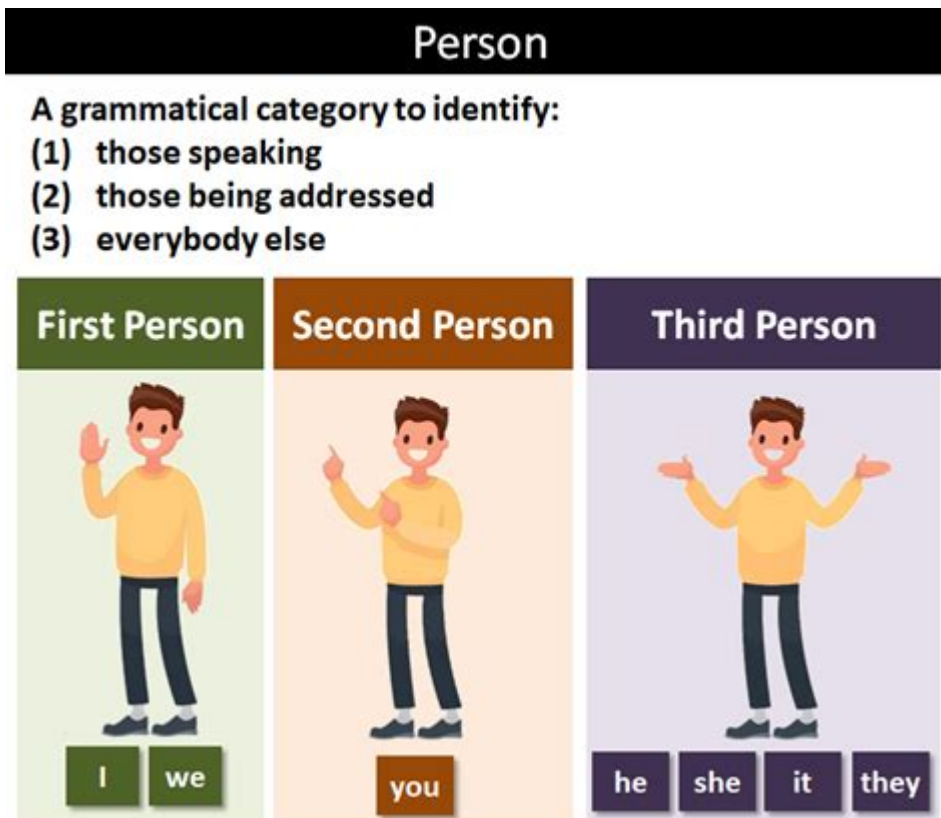 Person
A grammatical category to identify:
(1) those speaking
(2) those being addressed
(3) everybody else
First Person
Second Person
Third Person
I we
you
he she it they